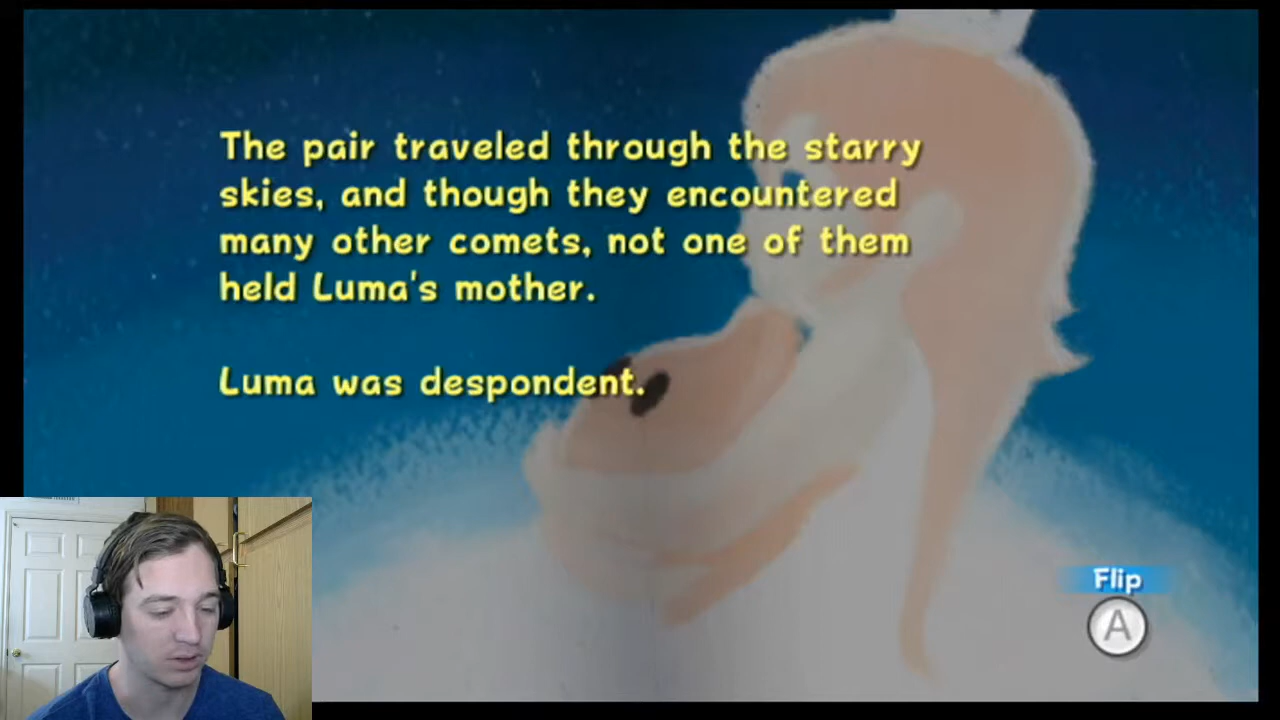 The pair traveled through the starry
skies, and though they encountered
many other comets, not one of them
held Luma's mother.
Luma was despondent.
Flip
A